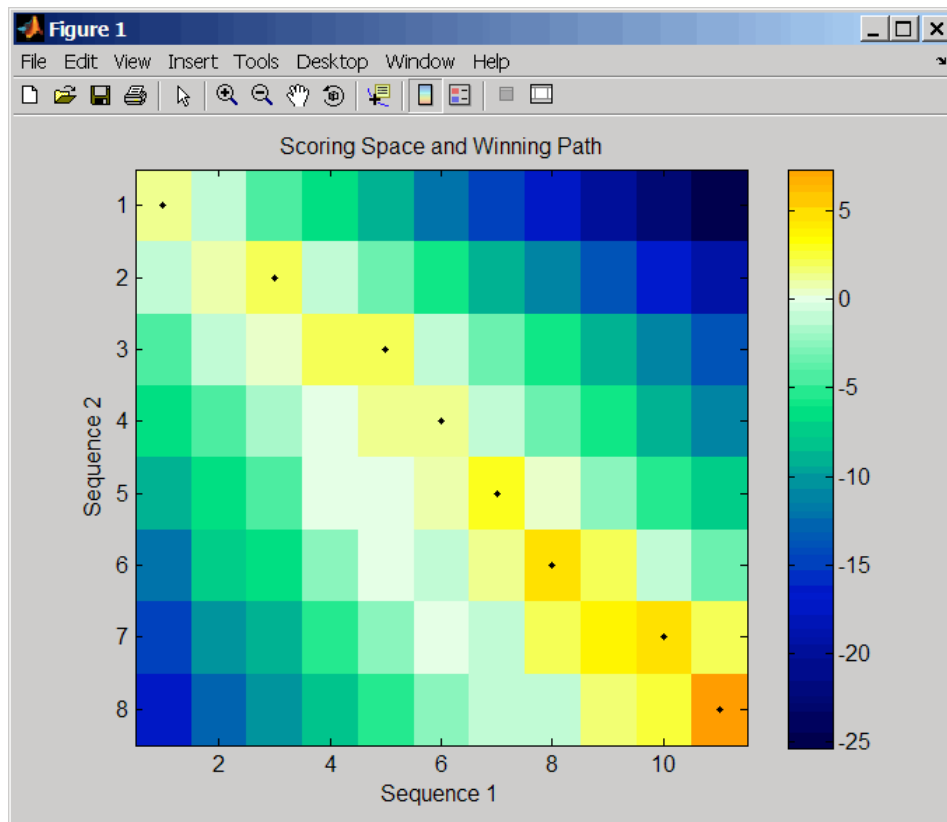 Figure 1
File Edit View Insert Tools Desktop Window Help
Scoring Space and Winning Path
Sequence 2
1
2
3
4
5
6
7
8
2 4 6 8 10
Sequence 1
5
0
-5
-10
-15
-20
-25